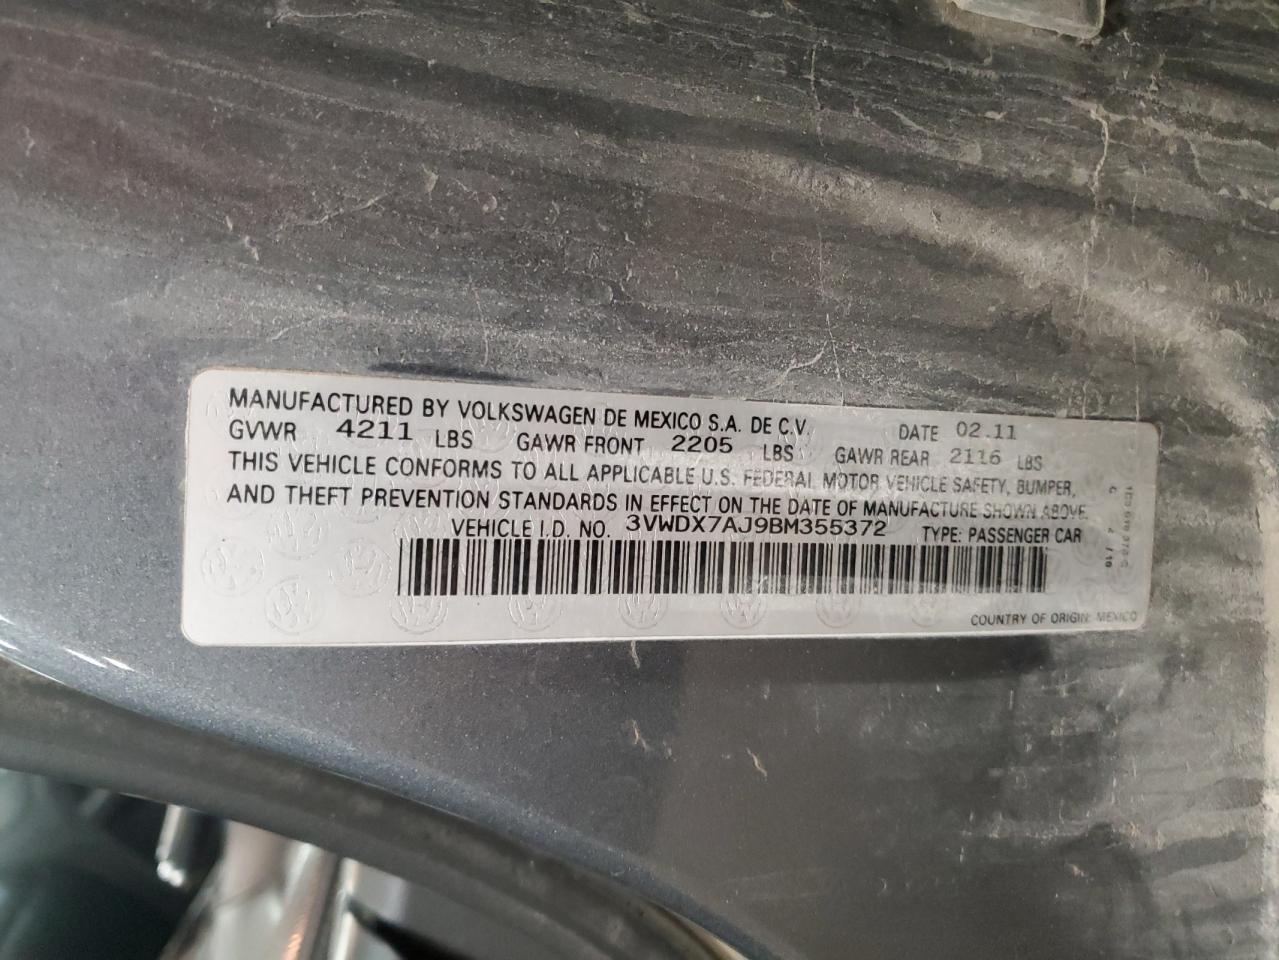 MANUFACTURED BY VOLKSWAGEN DE MEXICO S.A. DE C.V.
GVWR 4211 LBS GAWR FRONT 2205 LBS DATE 02.11 GAWR REAR 2116 LBS
THIS VEHICLE CONFORMS TO ALL APPLICABLE U.S. FEDERAL MOTOR VEHICLE SAFETY, BUMPER,
AND THEFT PREVENTION STANDARDS IN EFFECT ON THE DATE OF MANUFACTURE SHOWN ABOVE.
VEHICLE I.D. NO. 3VWDX7AJ9BM355372 TYPE: PASSENGER CAR
COUNTRY OF ORIGIN: MEXICO